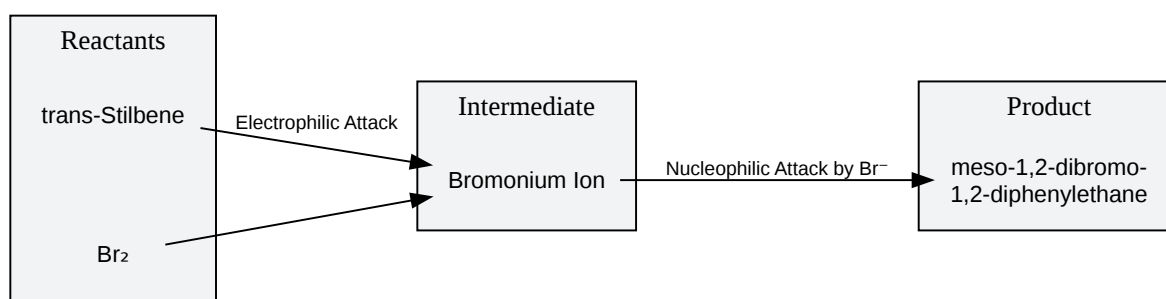 Reactants
trans-Stilbene
Br₂
Electrophilic Attack
Intermediate
Bromonium Ion
Nucleophilic Attack by Br⁻
Product
meso-1,2-dibromo-
1,2-diphenylethane